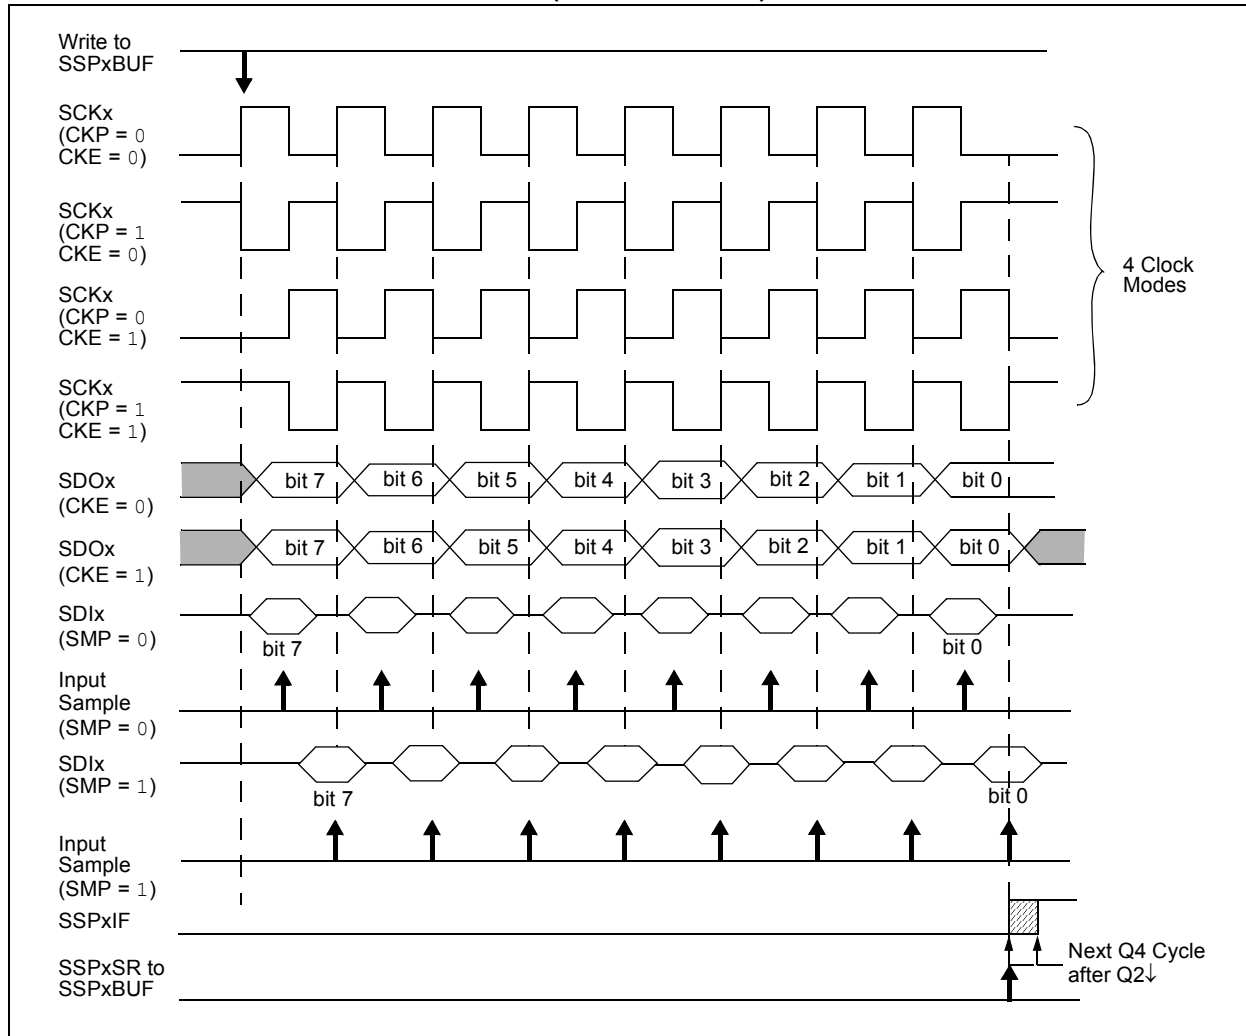 Write to
SSPxBUF
SCKx
(CKP = 0
CKE = 0)
SCKx
(CKP = 1
CKE = 0)
SCKx
(CKP = 0
CKE = 1)
SCKx
(CKP = 1
CKE = 1)
4 Clock
Modes
SDOx
(CKE = 0)
bit 7 bit 6 bit 5 bit 4 bit 3 bit 2 bit 1 bit 0
SDOx
(CKE = 1)
bit 7 bit 6 bit 5 bit 4 bit 3 bit 2 bit 1 bit 0
SDIx
(SMP = 0)
bit 7 bit 0
Input
Sample
(SMP = 0)
SDIx
(SMP = 1)
bit 7 bit 0
Input
Sample
(SMP = 1)
SSPxIF
Next Q4 Cycle
after Q2↓
SSPxSR to
SSPxBUF